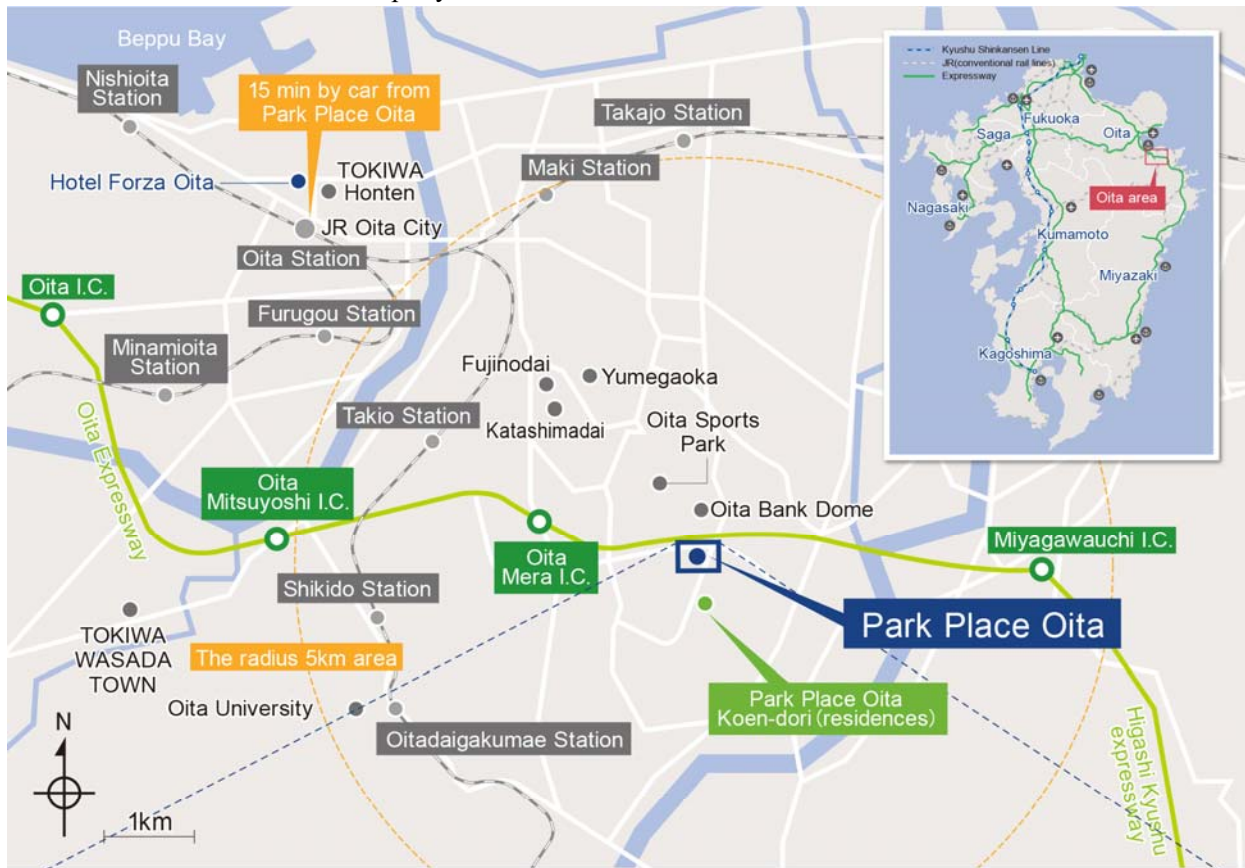 Beppu Bay
Nishioita
Station
15 min by car from
Park Place Oita
Takajo Station
Hotel Forza Oita
TOKIWA
Honten
Maki Station
JR Oita City
Oita Station
Oita I.C.
Furugou Station
Minamioita
Station
Fujinodai
Yumegaoka
Oita Expressway
Takio Station
Katashimadai
Oita Sports
Park
Oita
Mitsuyoshi I.C.
Oita Bank Dome
Oita
Mera I.C.
Miyagawauchi I.C.
Shikido Station
Park Place Oita
TOKIWA
WASADA
TOWN
The radius 5km area
Oita University
Park Place Oita
Koen-dori (residences)
Oitadaigakumae Station
Higashi Kyushu
expressway
N
1km
Kyushu Shinkansen Line
JR(conventional rail lines)
Expressway
Fukuoka
Saga
Oita
Oita area
Nagasaki
Kumamoto
Miyazaki
Kagoshima